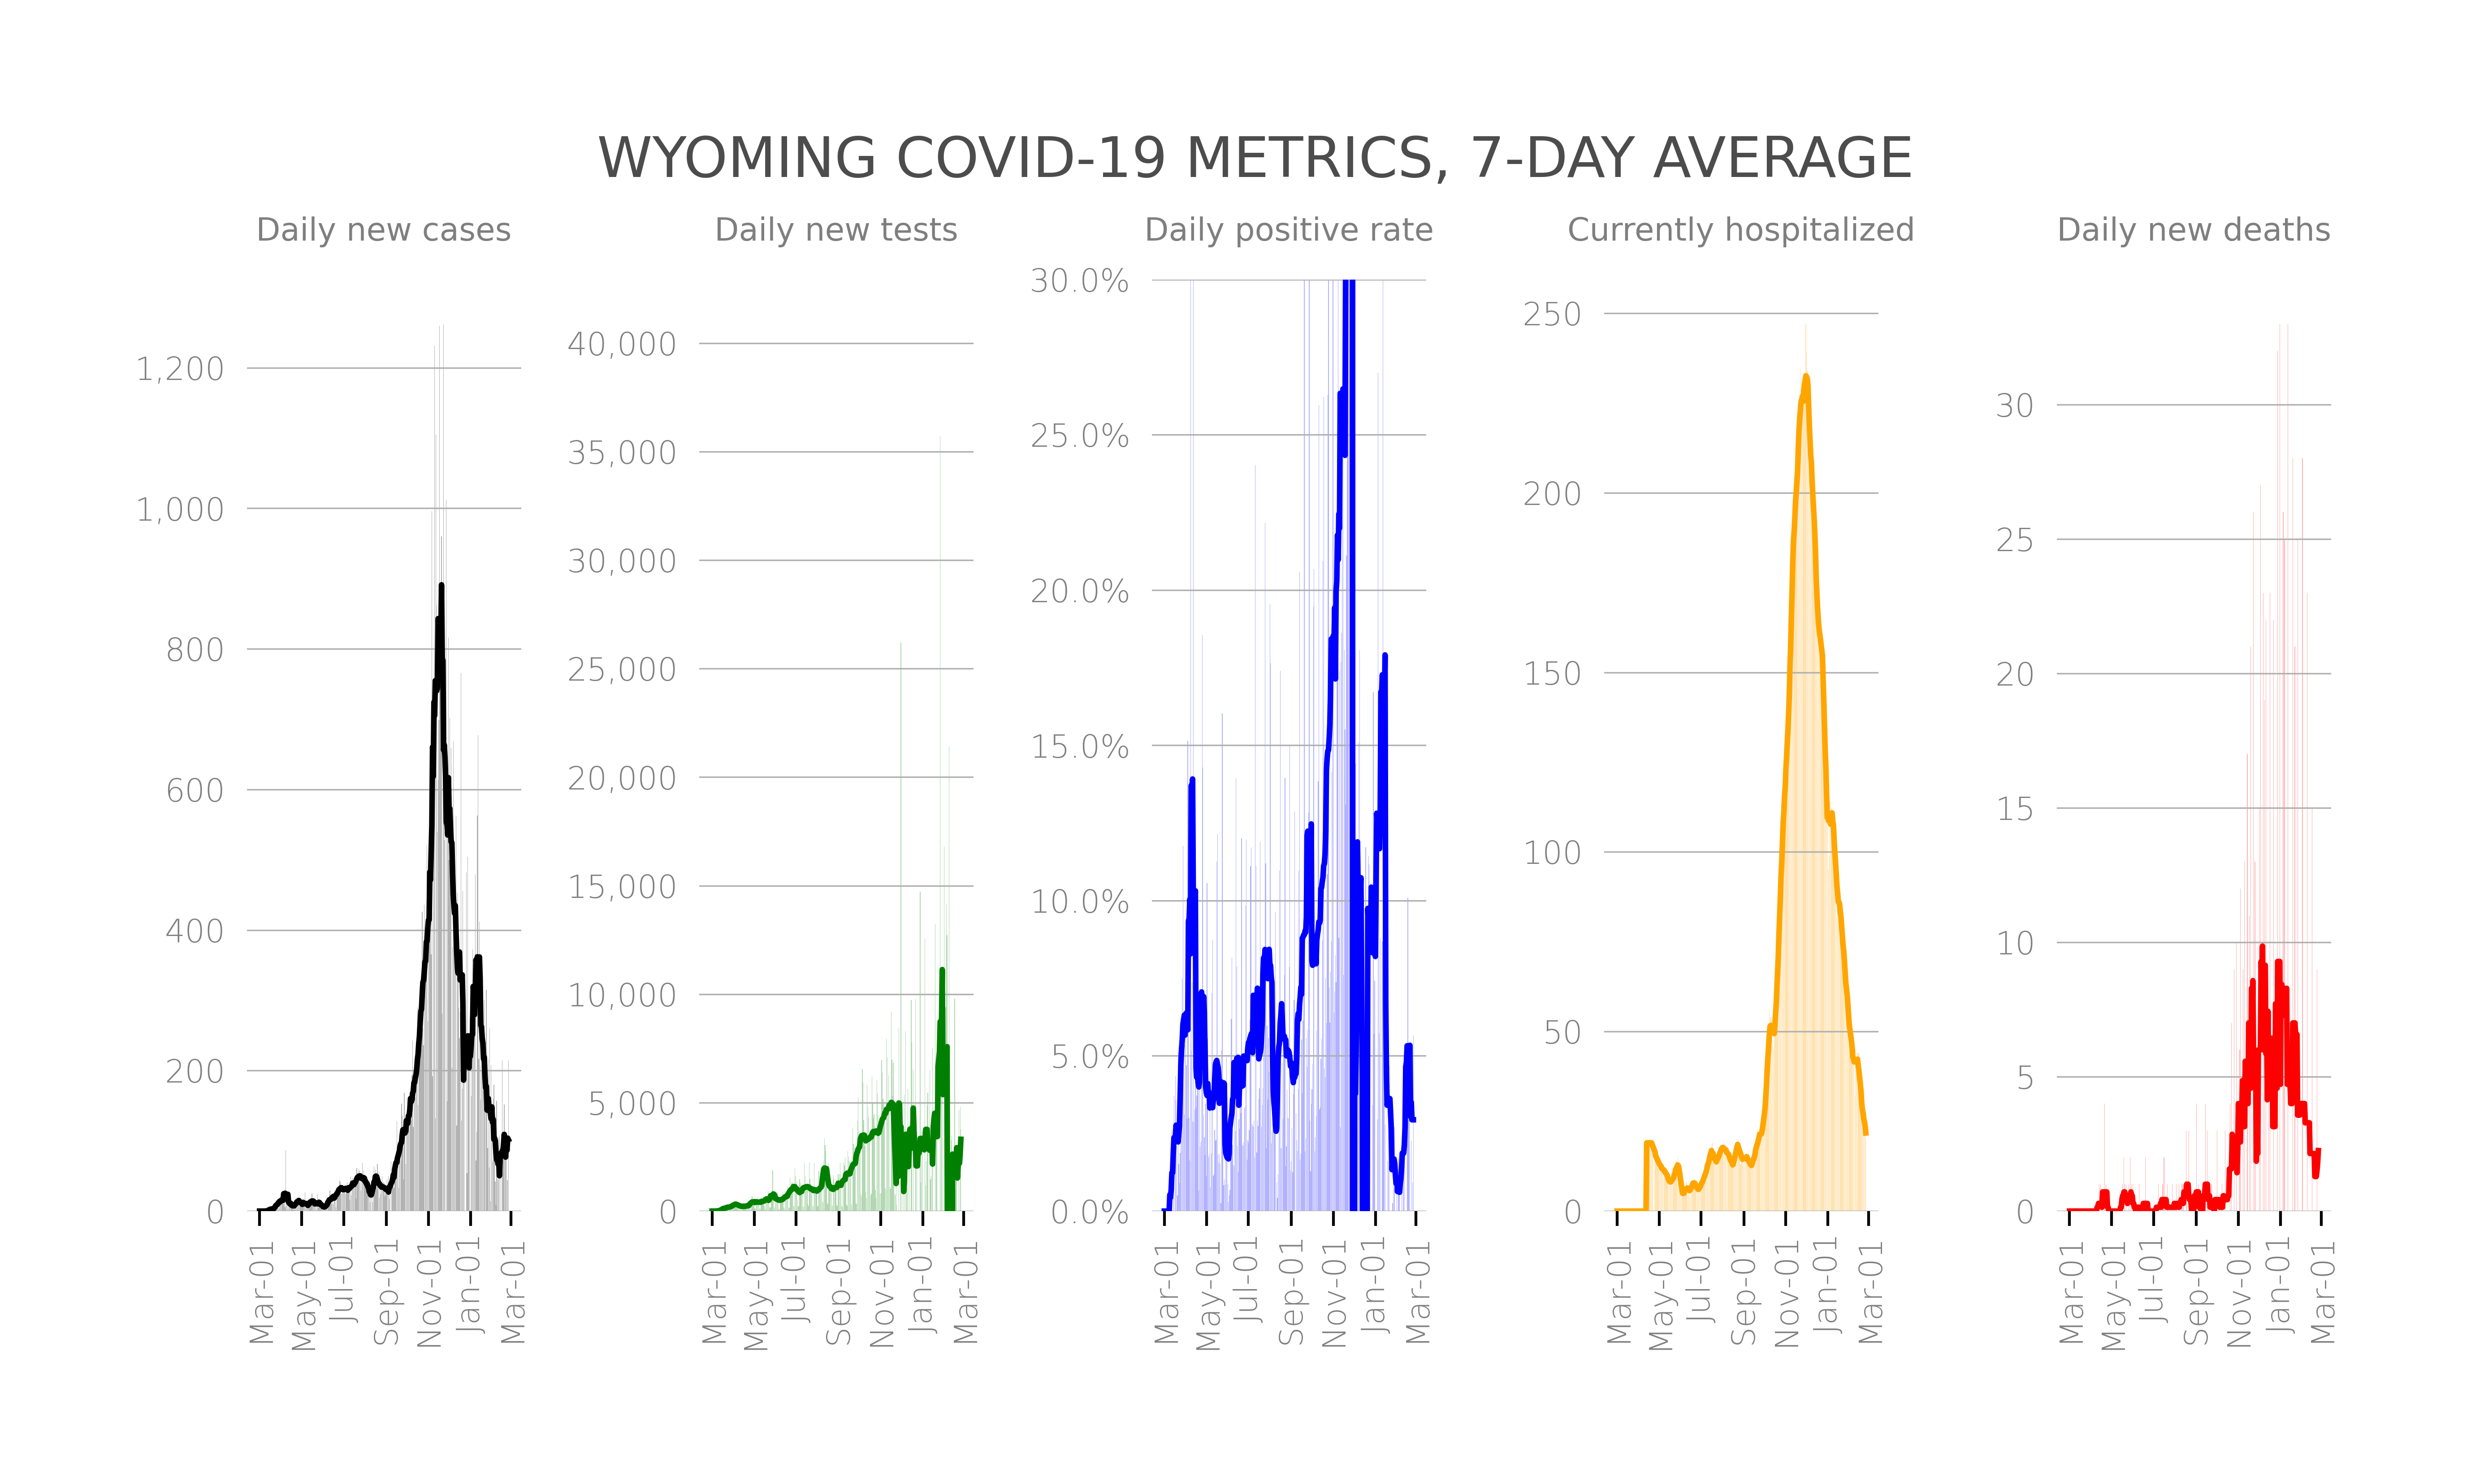 WYOMING COVID-19 METRICS, 7-DAY AVERAGE
Daily new cases
1,200
1,000
800
600
400
200
0
Mar-01
May-01
Jul-01
Sep-01
Nov-01
Jan-01
Mar-01
Daily new tests
40,000
35,000
30,000
25,000
20,000
15,000
10,000
5,000
0
Mar-01
May-01
Jul-01
Sep-01
Nov-01
Jan-01
Mar-01
Daily positive rate
30.0%
25.0%
20.0%
15.0%
10.0%
5.0%
0.0%
Mar-01
May-01
Jul-01
Sep-01
Nov-01
Jan-01
Mar-01
Currently hospitalized
250
200
150
100
50
0
Mar-01
May-01
Jul-01
Sep-01
Nov-01
Jan-01
Mar-01
Daily new deaths
30
25
20
15
10
5
0
Mar-01
May-01
Jul-01
Sep-01
Nov-01
Jan-01
Mar-01